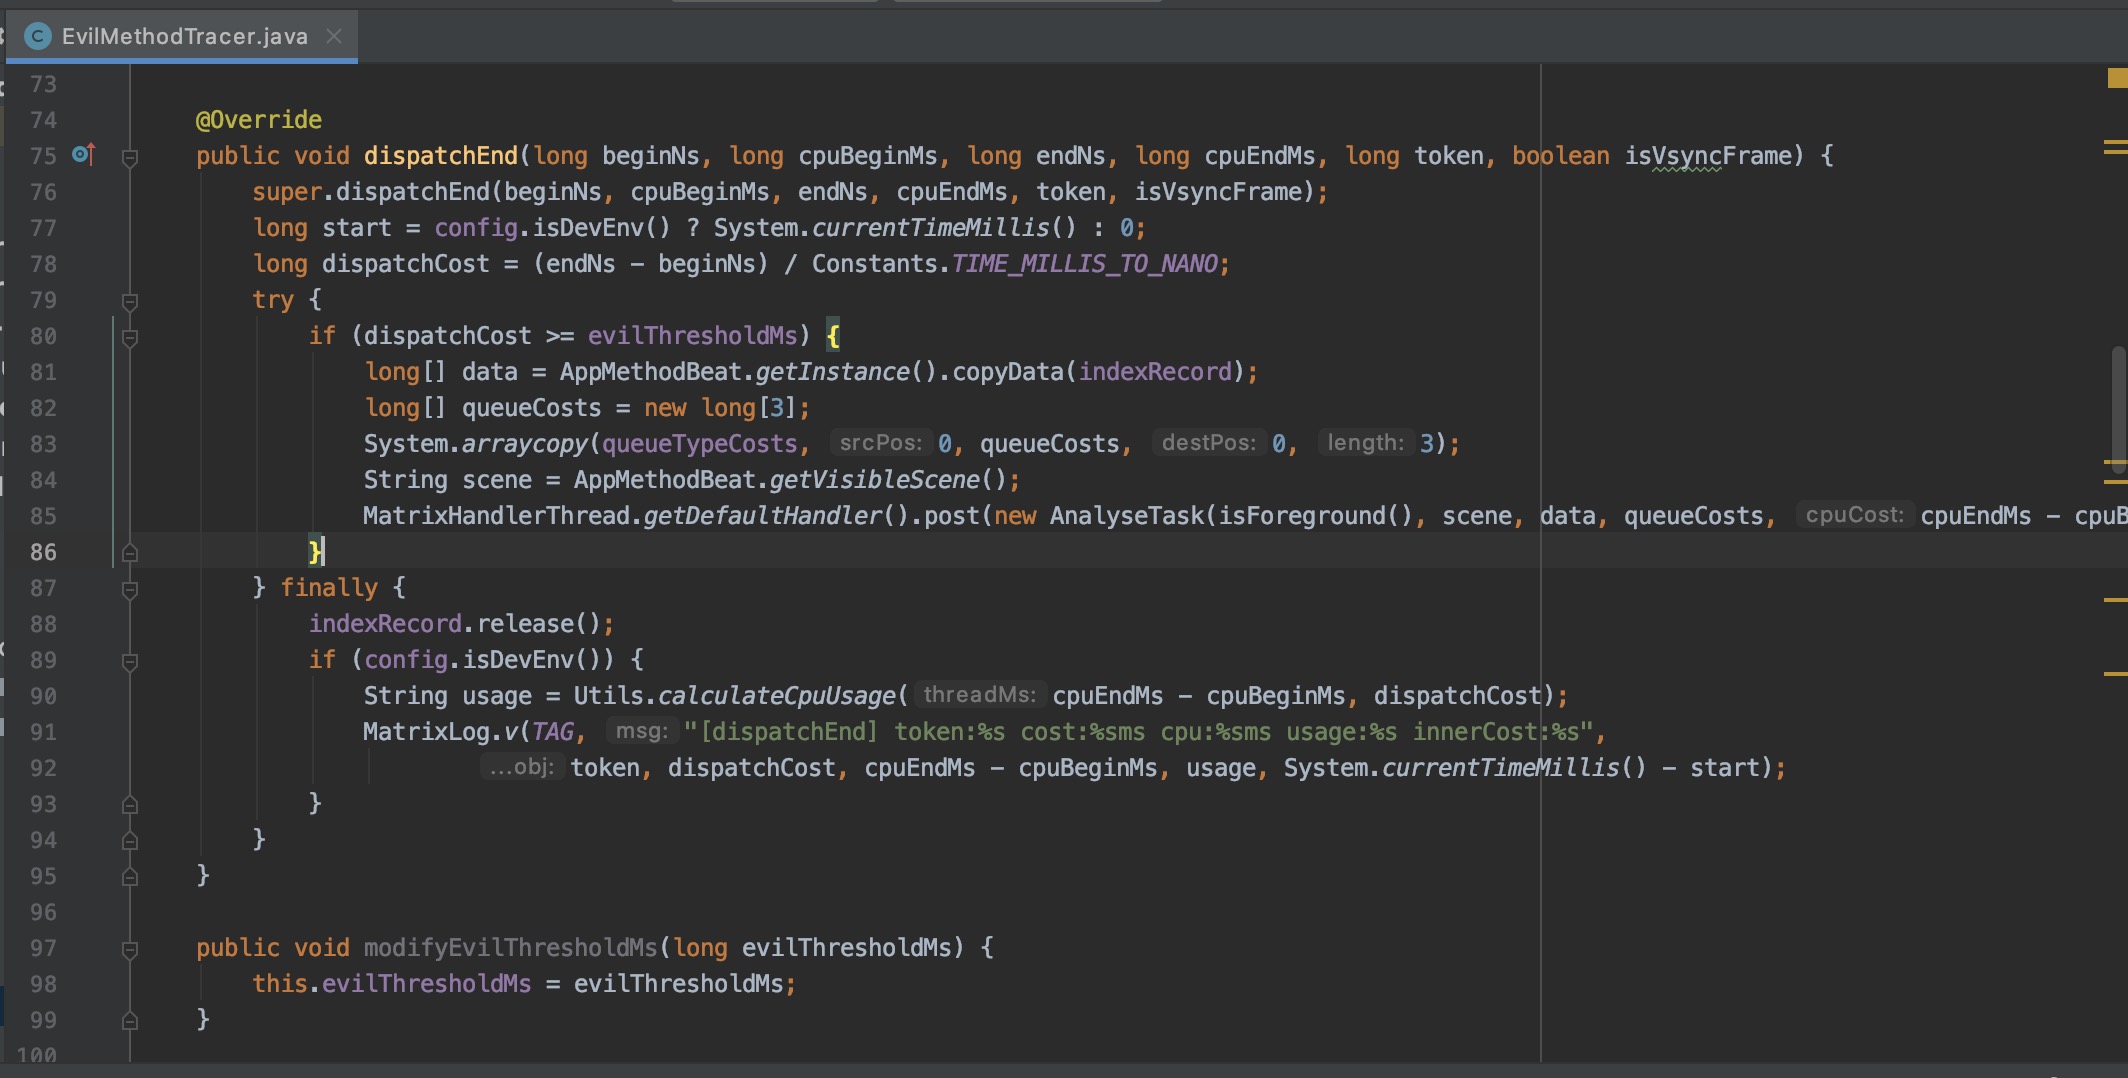 EvilMethodTracer.java
73
74 @Override
75 public void dispatchEnd(long beginNs, long cpuBeginMs, long endNs, long cpuEndMs, long token, boolean isVsyncFrame) {
76 super.dispatchEnd(beginNs, cpuBeginMs, endNs, cpuEndMs, token, isVsyncFrame);
77 long start = config.isDevEnv() ? System.currentTimeMillis() : 0;
78 long dispatchCost = (endNs - beginNs) / Constants.TIME_MILLIS_TO_NANO;
79 try {
80 if (dispatchCost >= evilThresholdMs) {
81 long[] data = AppMethodBeat.getInstance().copyData(indexRecord);
82 long[] queueCosts = new long[3];
83 System.arraycopy(queueTypeCosts, srcPos: 0, queueCosts, destPos: 0, length: 3);
84 String scene = AppMethodBeat.getVisibleScene();
85 MatrixHandlerThread.getDefaultHandler().post(new AnalyseTask(isForeground(), scene, data, queueCosts, cpuCost: cpuEndMs - cpuB
86 }
87 } finally {
88 indexRecord.release();
89 if (config.isDevEnv()) {
90 String usage = Utils.calculateCpuUsage( threadMs: cpuEndMs - cpuBeginMs, dispatchCost);
91 MatrixLog.v(TAG, msg: "[dispatchEnd] token:%s cost:%sms cpu:%sms usage:%s innerCost:%s",
92 ...obj: token, dispatchCost, cpuEndMs - cpuBeginMs, usage, System.currentTimeMillis() - start);
93 }
94 }
95 }
96
97 public void modifyEvilThresholdMs(long evilThresholdMs) {
98 this.evilThresholdMs = evilThresholdMs;
99 }
100